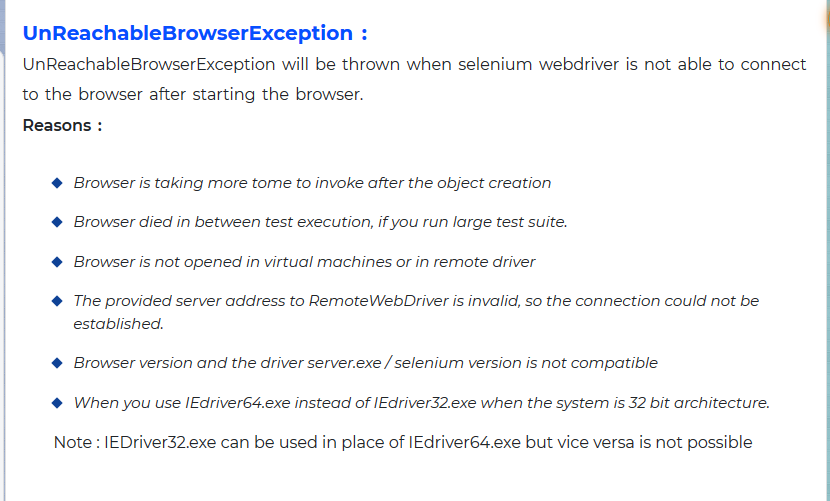 UnReachableBrowserException :
UnReachableBrowserException will be thrown when selenium webdriver is not able to connect
to the browser after starting the browser.
Reasons :
Browser is taking more tome to invoke after the object creation
Browser died in between test execution, if you run large test suite.
Browser is not opened in virtual machines or in remote driver
The provided server address to RemoteWebDriver is invalid, so the connection could not be
established.
Browser version and the driver server.exe / selenium version is not compatible
When you use IEdriver64.exe instead of IEdriver32.exe when the system is 32 bit architecture.
Note : IEDriver32.exe can be used in place of IEdriver64.exe but vice versa is not possible